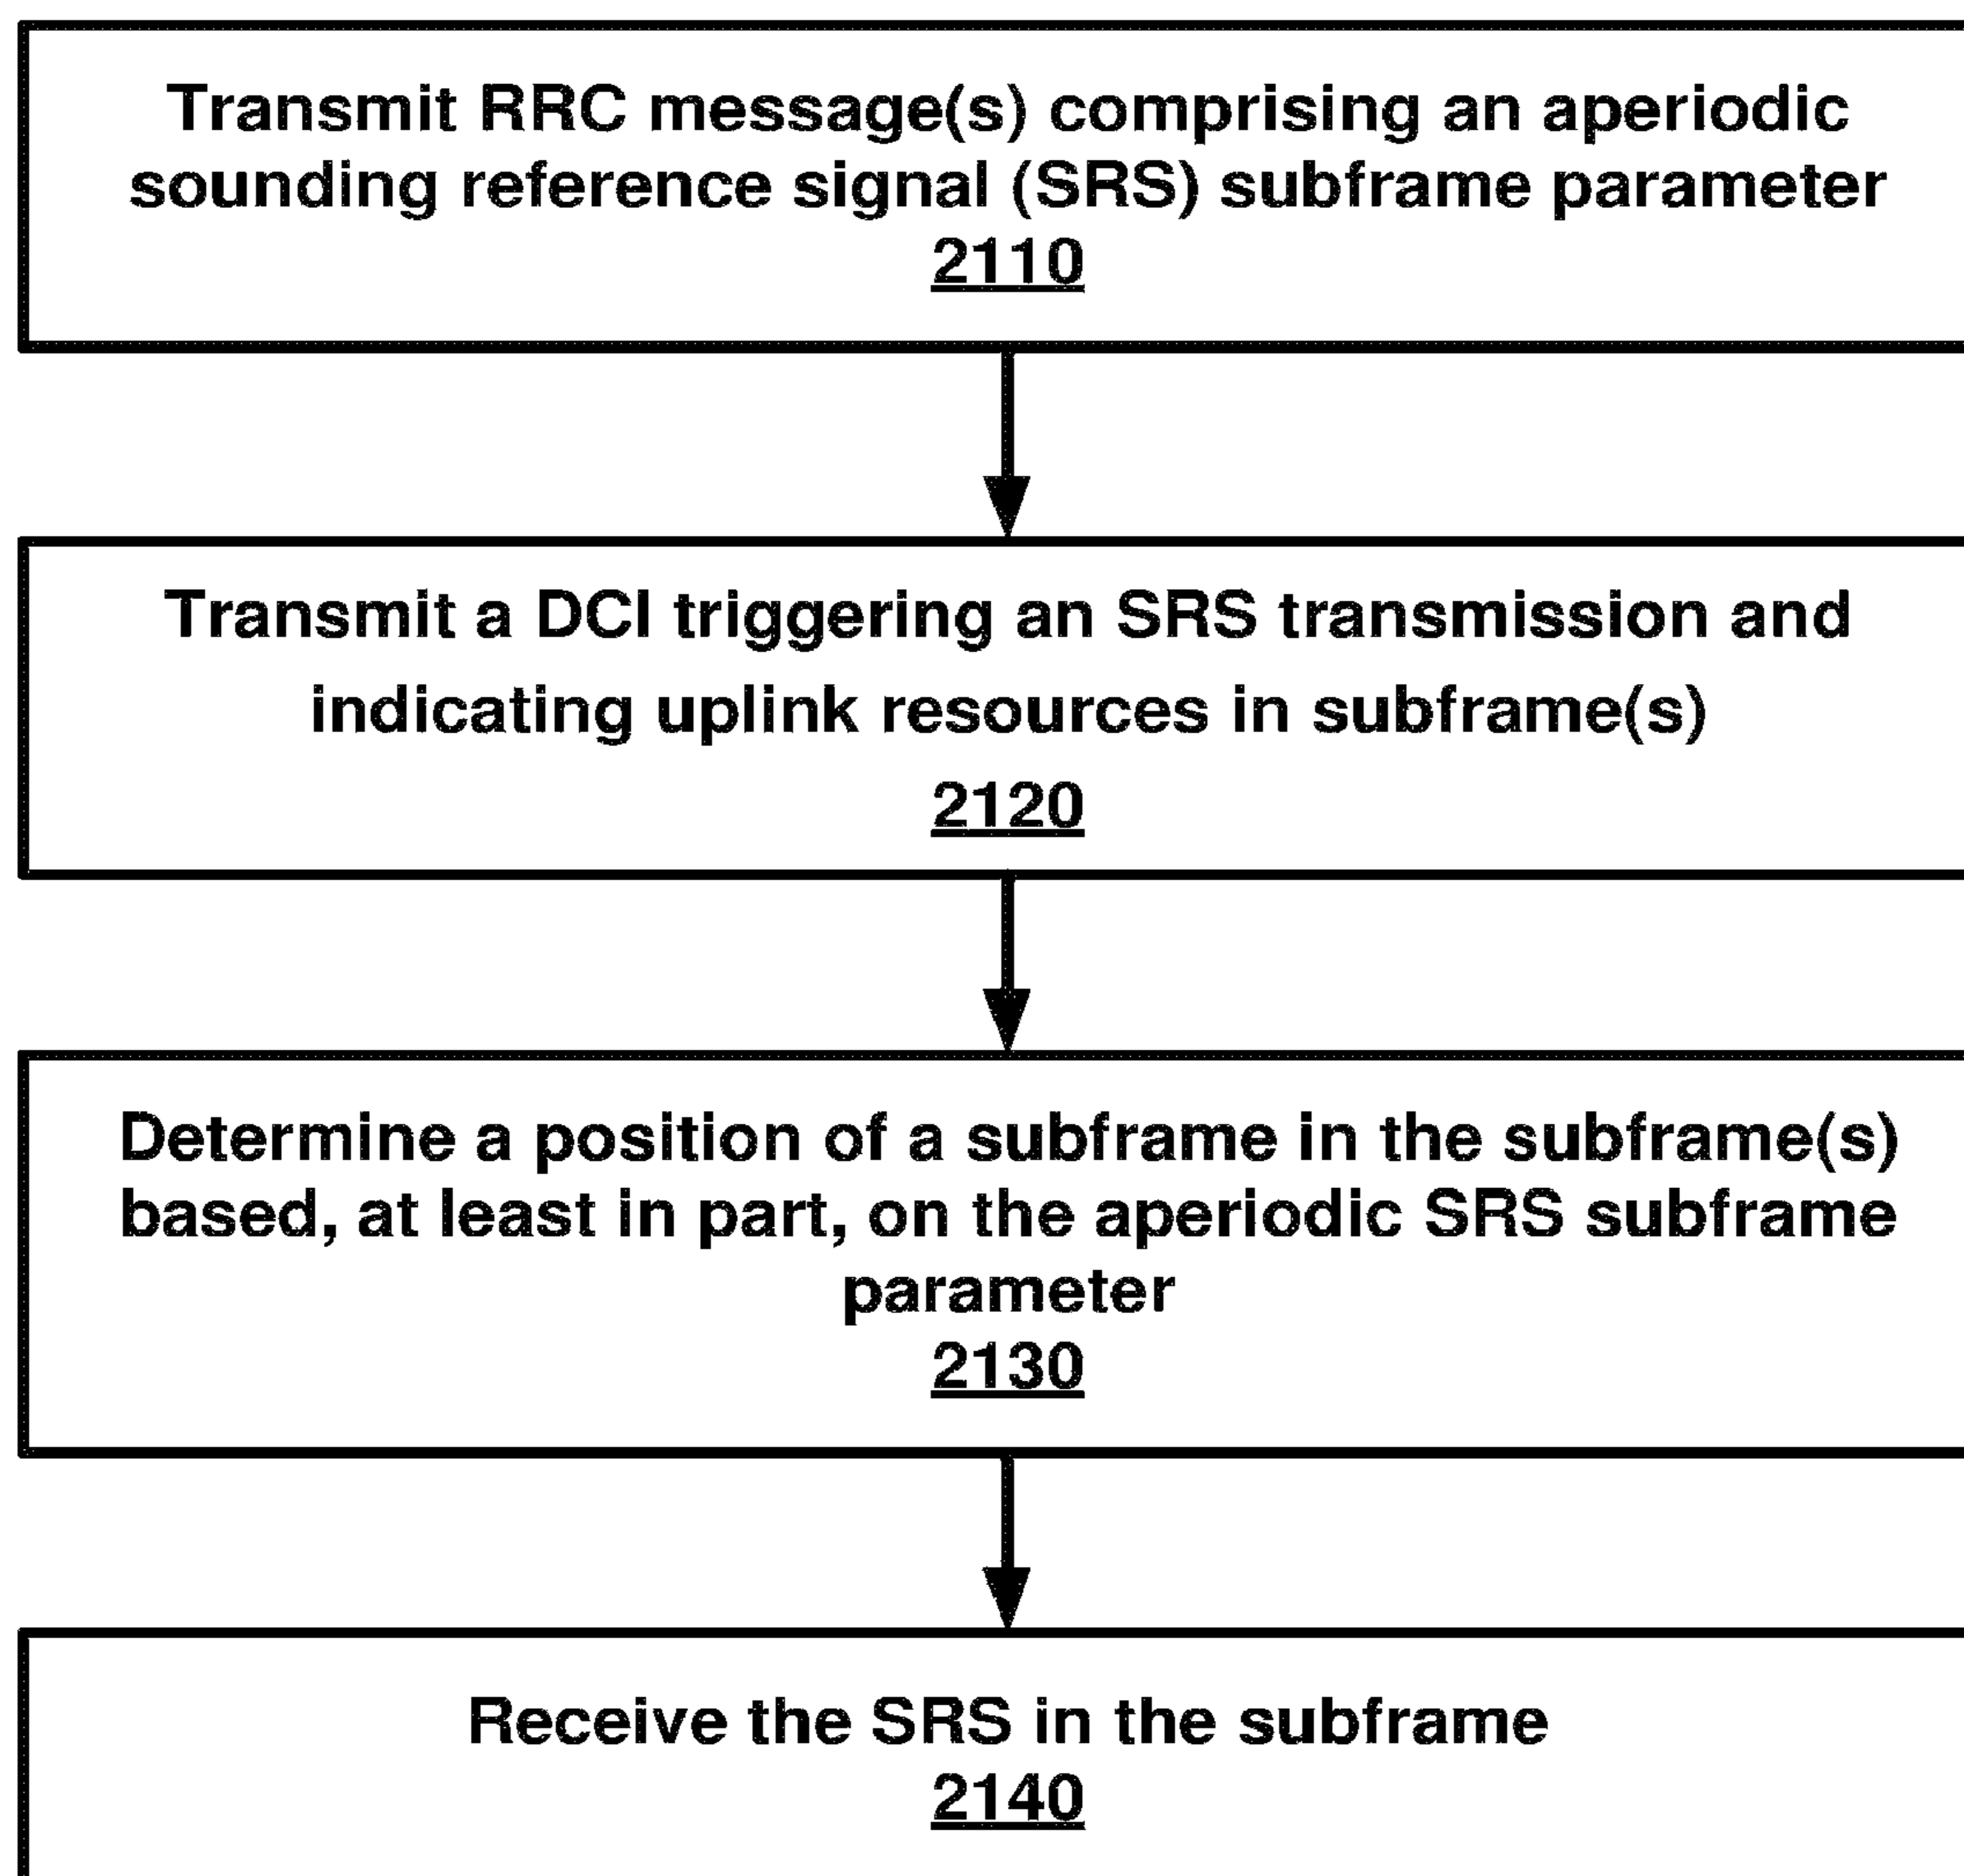 Transmit RRC message(s) comprising an aperiodic
sounding reference signal (SRS) subframe parameter
2110
Transmit a DCI triggering an SRS transmission and
indicating uplink resources in subframe(s)
2120
Determine a position of a subframe in the subframe(s)
based, at least in part, on the aperiodic SRS subframe
parameter
2130
Receive the SRS in the subframe
2140